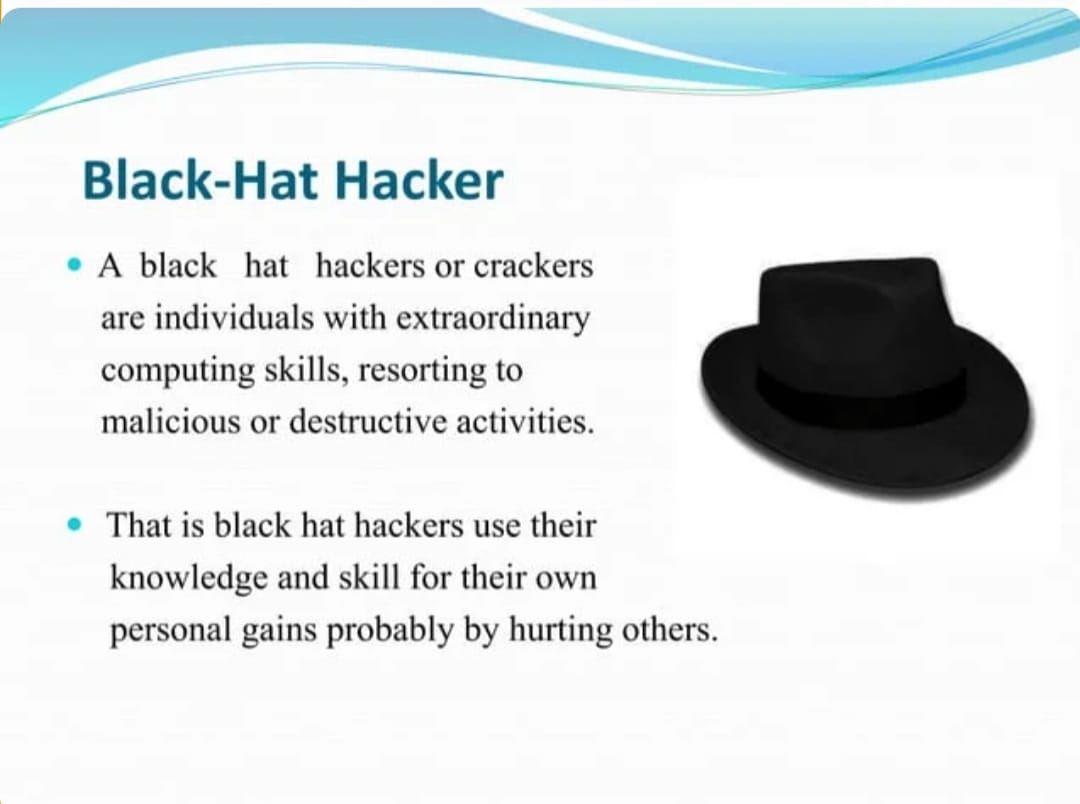 Black-Hat Hacker
• A black hat hackers or crackers
are individuals with extraordinary
computing skills, resorting to
malicious or destructive activities.
• That is black hat hackers use their
knowledge and skill for their own
personal gains probably by hurting others.